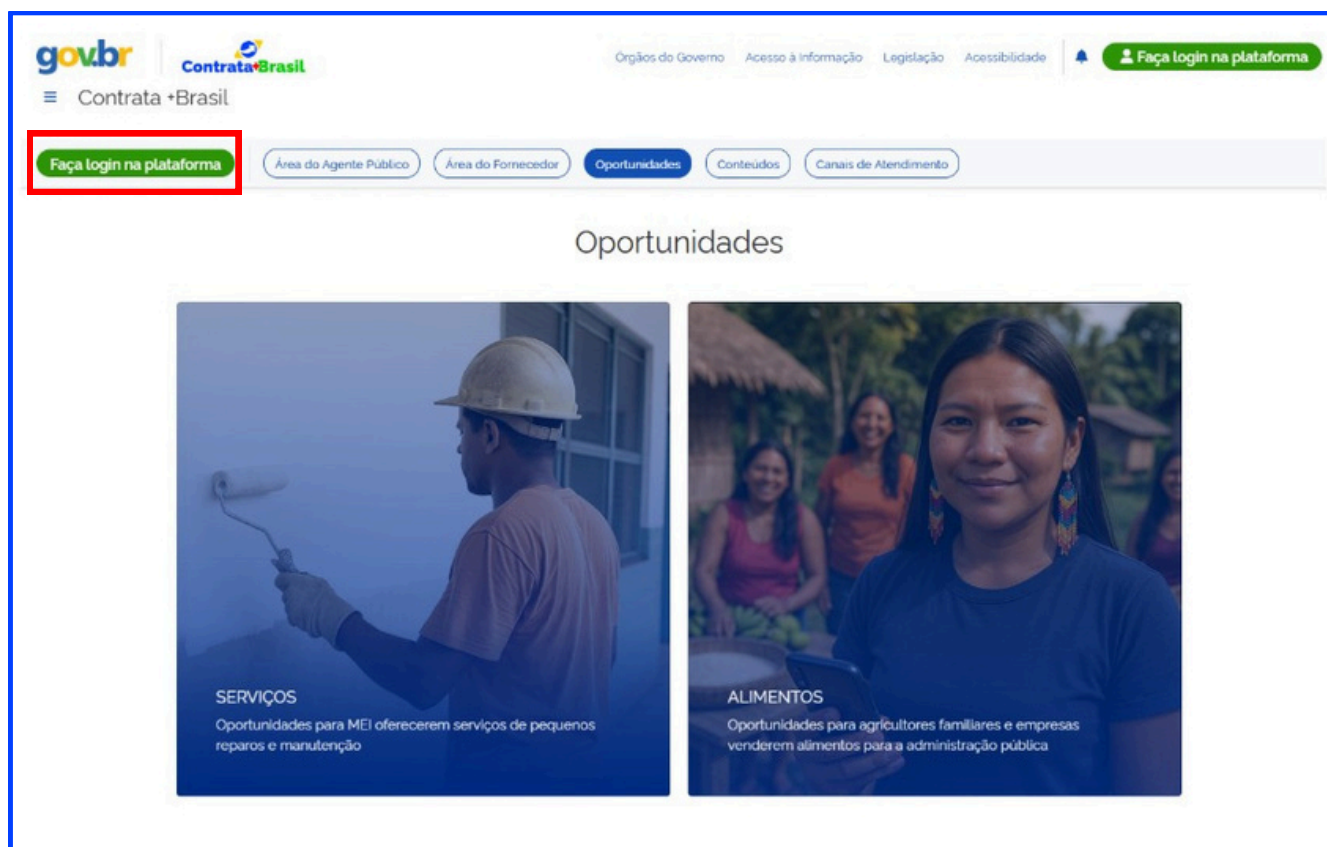 gov.br
Contrata+Brasil
Órgãos do Governo Acesso à Informação Legislação Acessibilidade Faça login na plataforma
Contrata +Brasil
Faça login na plataforma Área do Agente Público Área do Fornecedor Oportunidades Conteúdos Canais de Atendimento
Oportunidades
SERVIÇOS
Oportunidades para MEI oferecerem serviços de pequenos
reparos e manutenção
ALIMENTOS
Oportunidades para agricultores familiares e empresas
venderem alimentos para a administração pública